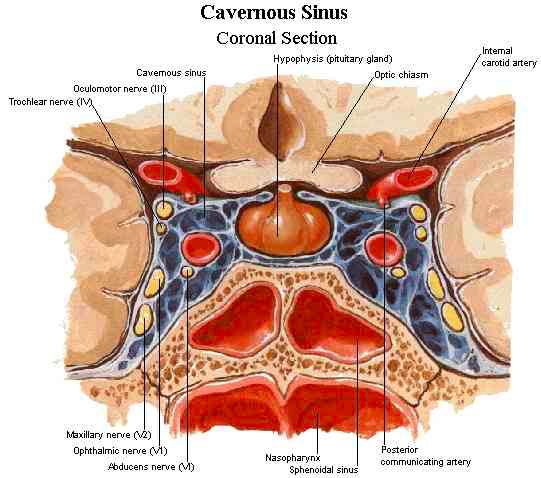 Cavernous Sinus
Coronal Section
Internal
carotid artery
Hypophysis (pituitary gland)
Cavernous sinus
Optic chiasm
Oculomotor nerve (III)
Trochlear nerve (IV)
Maxillary nerve (V2)
Ophthalmic nerve (V1)
Abducens nerve (VI)
Nasopharynx
Sphenoidal sinus
Posterior
communicating artery